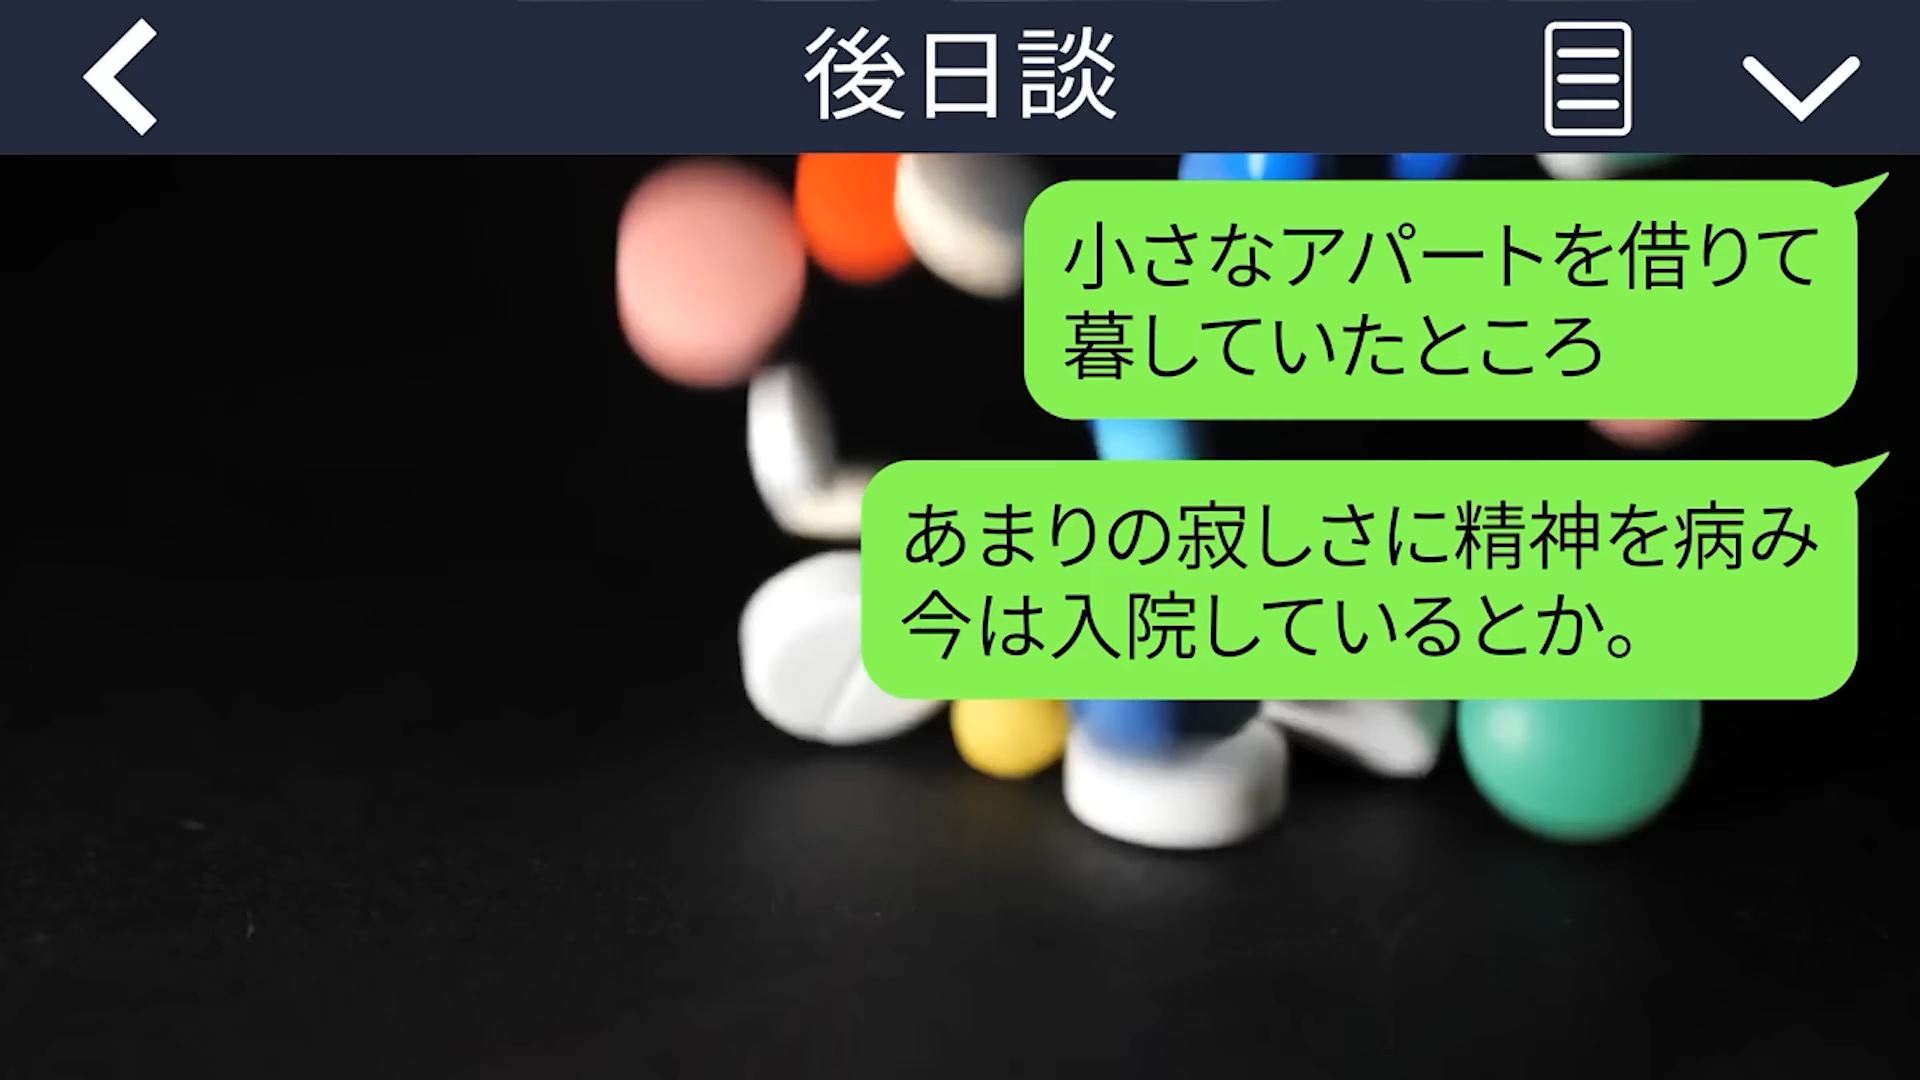 後日談
小さなアパートを借りて
暮していたところ
あまりの寂しさに精神を病み
今は入院しているとか。